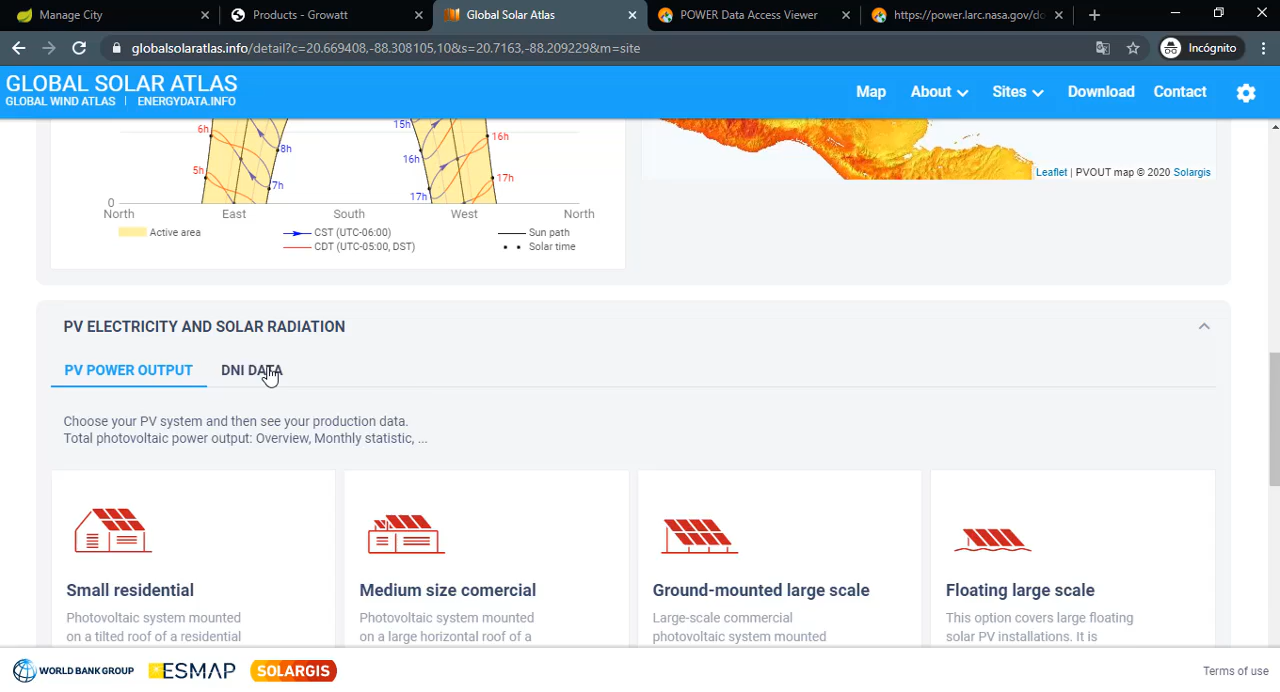 Manage City
Products - Growatt
Global Solar Atlas
POWER Data Access Viewer
https://power.larc.nasa.gov/do
globalsolaratlas.info/detail?c=20.669408,-88.308105,10&s=20.7163,-88.209229&m=site
Incógnito
GLOBAL SOLAR ATLAS
GLOBAL WIND ATLAS | ENERGYDATA.INFO
Map
About
Sites
Download
Contact
6h
15h
16h
8h
16h
5h
7h
17h
17h
0
North
East
South
West
North
Active area
CST (UTC-06:00)
Sun path
CDT (UTC-05:00, DST)
Solar time
Leaflet | PVOUT map © 2020 Solargis
PV ELECTRICITY AND SOLAR RADIATION
PV POWER OUTPUT
DNI DATA
Choose your PV system and then see your production data.
Total photovoltaic power output: Overview, Monthly statistic, ...
Small residential
Photovoltaic system mounted
on a tilted roof of a residential
Medium size comercial
Photovoltaic system mounted
on a large horizontal roof of a
Ground-mounted large scale
Large-scale commercial
photovoltaic system mounted
Floating large scale
This option covers large floating
solar PV installations. It is
WORLD BANK GROUP
ESMAP
SOLARGIS
Terms of use